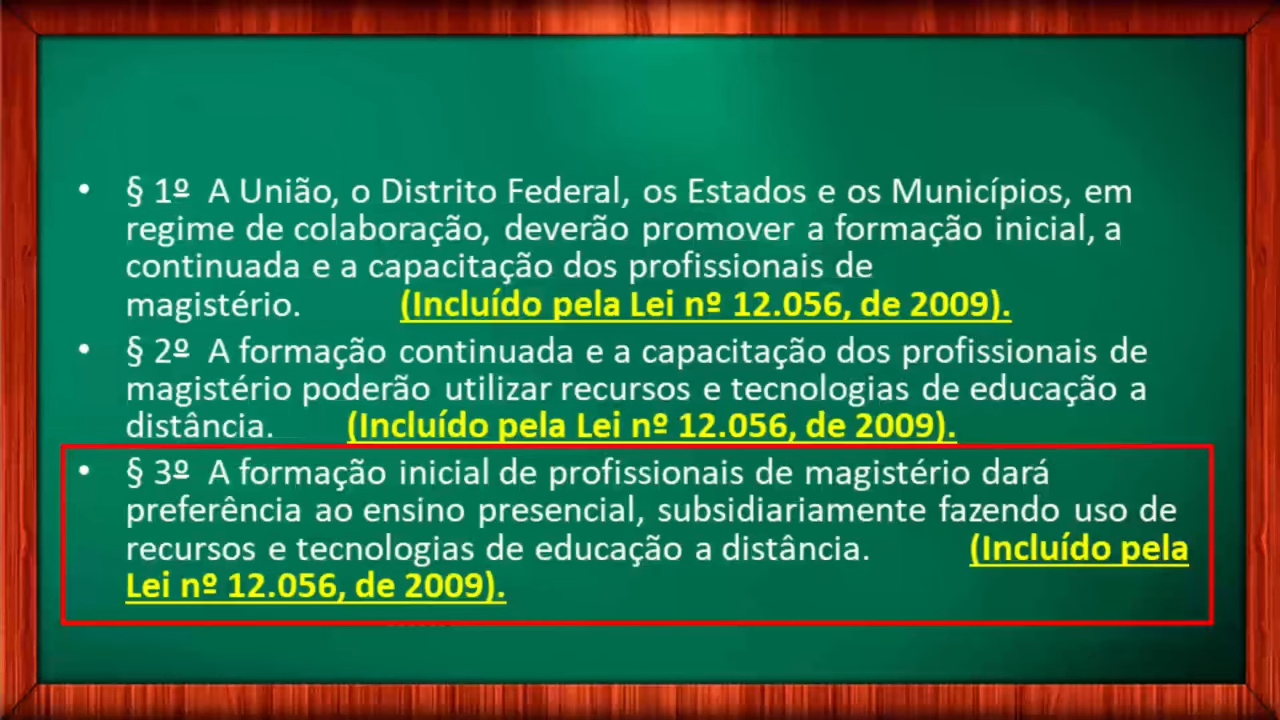 • § 1º A União, o Distrito Federal, os Estados e os Municípios, em
regime de colaboração, deverão promover a formação inicial, a
continuada e a capacitação dos profissionais de
magistério. (Incluído pela Lei nº 12.056, de 2009).
• § 2º A formação continuada e a capacitação dos profissionais de
magistério poderão utilizar recursos e tecnologias de educação a
distância. (Incluído pela Lei nº 12.056, de 2009).
• § 3º A formação inicial de profissionais de magistério dará
preferência ao ensino presencial, subsidiariamente fazendo uso de
recursos e tecnologias de educação a distância. (Incluído pela
Lei nº 12.056, de 2009).